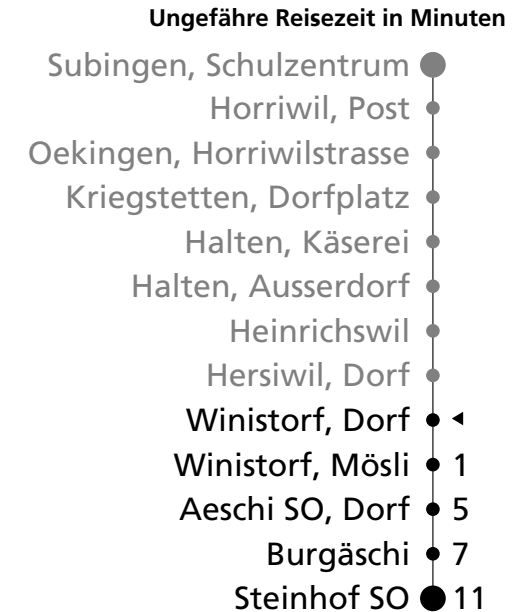 Ungefähre Reisezeit in Minuten
Subingen, Schulzentrum
Horriwil, Post
Oekingen, Horriwilstrasse
Kriegstetten, Dorfplatz
Halten, Käserei
Halten, Ausserdorf
Heinrichswil
Hersiwil, Dorf
Winistorf, Dorf
Winistorf, Mösli 1
Aeschi SO, Dorf 5
Burgäschi 7
Steinhof SO 11